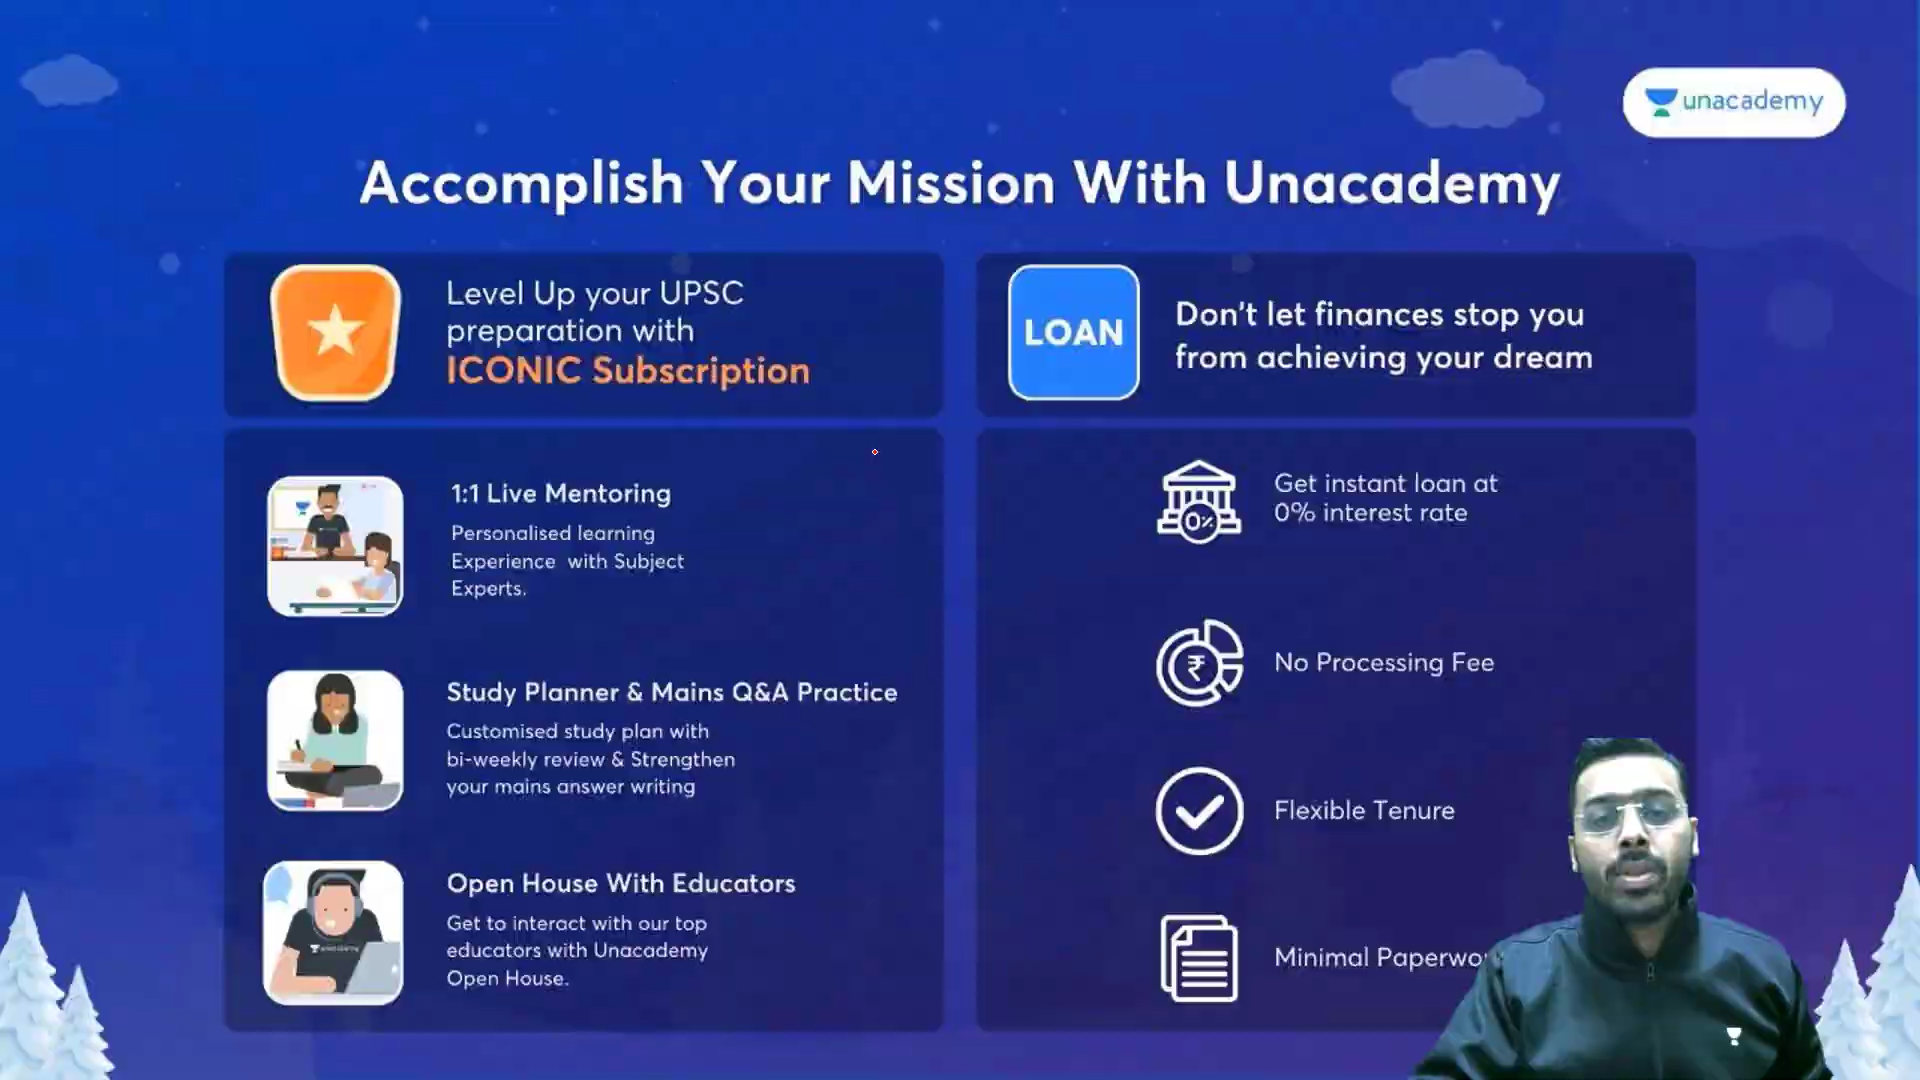 unacademy
Accomplish Your Mission With Unacademy
Level Up your UPSC
preparation with
ICONIC Subscription
1:1 Live Mentoring
Personalised learning
Experience with Subject
Experts.
Study Planner & Mains Q&A Practice
Customised study plan with
bi-weekly review & Strengthen
your mains answer writing
Open House With Educators
Get to interact with our top
educators with Unacademy
Open House.
LOAN
Don't let finances stop you
from achieving your dream
0%
Get instant loan at
0% interest rate
₹
No Processing Fee
Flexible Tenure
Minimal